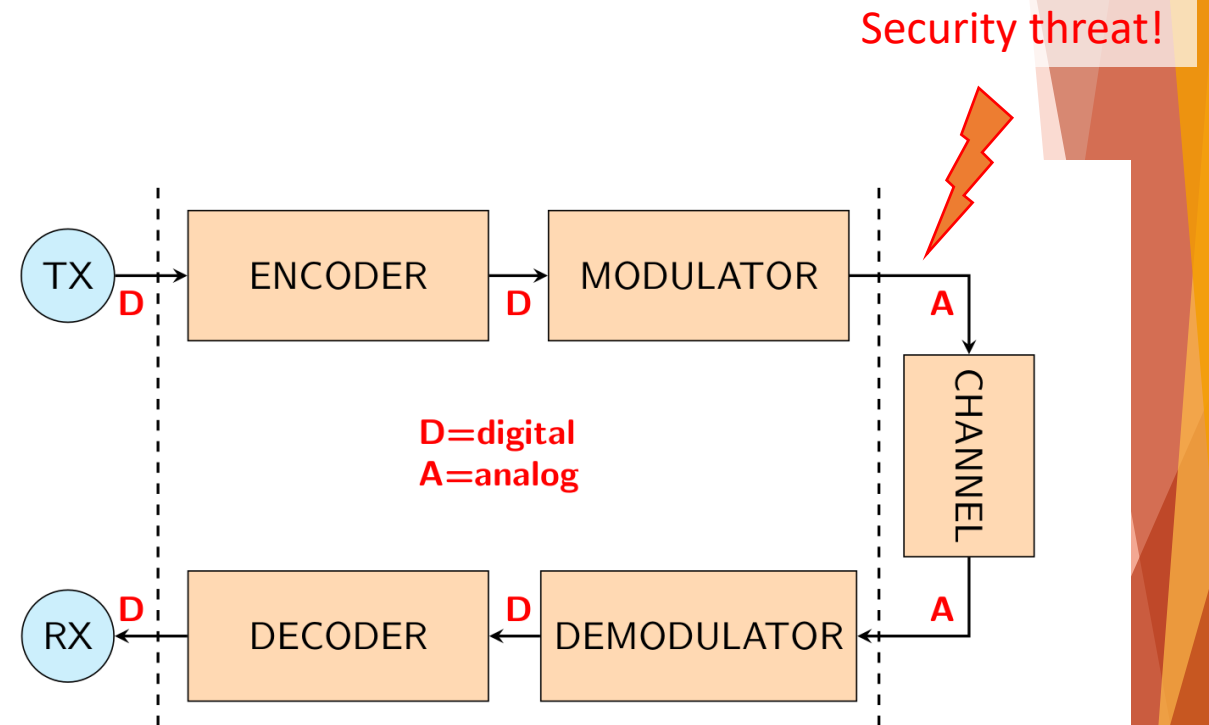 Security threat!
TX
D
ENCODER
D
MODULATOR
A
CHANNEL
D=digital
A=analog
RX
D
DECODER
D
DEMODULATOR
A